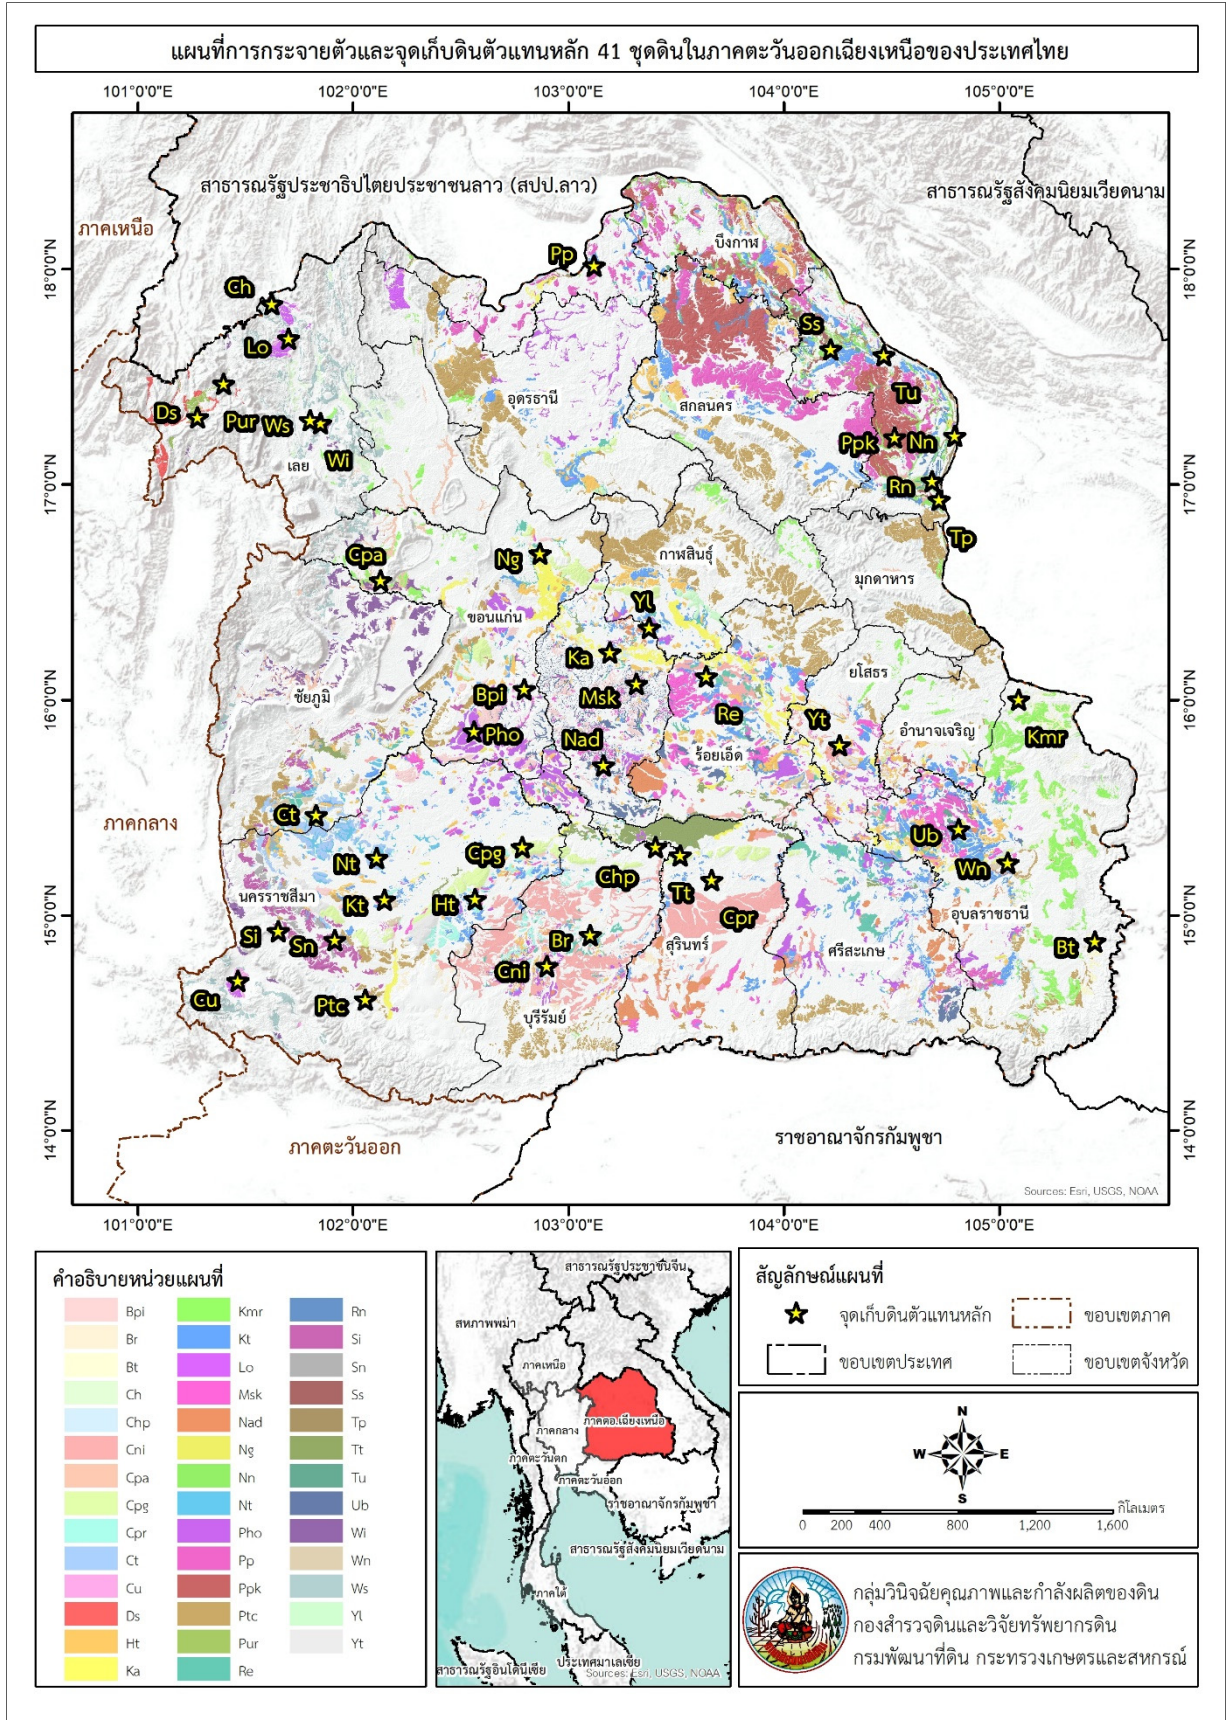 แผนที่การกระจายตัวและจุดเก็บดินตัวแทนหลัก 41 ชุดดินในภาคตะวันออกเฉียงเหนือของประเทศไทย
101°0'0"E 102°0'0"E 103°0'0"E 104°0'0"E 105°0'0"E
สาธารณรัฐประชาธิปไตยประชาชนลาว (สปป.ลาว)
สาธารณรัฐสังคมนิยมเวียดนาม
ภาคเหนือ
บึงกาฬ
Pp
18°0'0"N
18°0'0"N
Ch
Ss
Lo
Ds
Pur
Ws
Wi
เลย
อุดรธานี
สกลนคร
Tu
Ppk
Nn
17°0'0"N
17°0'0"N
Rn
Tp
Cpa
Ng
กาฬสินธุ์
มุกดาหาร
ขอนแก่น
Yl
Ka
ยโสธร
ชัยภูมิ
Bpi
Msk
16°0'0"N
16°0'0"N
Pho
Nad
Re
Yt
Kmr
อำนาจเจริญ
ร้อยเอ็ด
ภาคกลาง
Ct
Ub
Nt
Cpg
Chp
Tt
Wn
นครราชสีมา
Kt
Ht
Cpr
อุบลราชธานี
15°0'0"N
15°0'0"N
Si
Sn
Br
สุรินทร์
ศรีสะเกษ
Bt
Cni
Cu
Ptc
บุรีรัมย์
14°0'0"N
14°0'0"N
ภาคตะวันออก
ราชอาณาจักรกัมพูชา
Sources: Esri, USGS, NOAA
101°0'0"E 102°0'0"E 103°0'0"E 104°0'0"E 105°0'0"E
คำอธิบายหน่วยแผนที่
Bpi
Br
Bt
Ch
Chp
Cni
Cpa
Cpg
Cpr
Ct
Cu
Ds
Ht
Ka
Kmr
Kt
Lo
Msk
Nad
Ng
Nn
Nt
Pho
Pp
Ppk
Ptc
Pur
Re
Rn
Si
Sn
Ss
Tp
Tt
Tu
Ub
Wi
Wn
Ws
Yl
Yt
สาธารณรัฐประชาชนจีน
สหภาพพม่า
ภาคเหนือ
ภาคตอ.เฉียงเหนือ
ภาคกลาง
ภาคตะวันตก
ภาคตะวันออก
ราชอาณาจักรกัมพูชา
สาธารณรัฐสังคมนิยมเวียดนาม
ภาคใต้
ประเทศมาเลเซีย
สาธารณรัฐอินโดนีเซีย
Sources: Esri, USGS, NOAA
สัญลักษณ์แผนที่
จุดเก็บดินตัวแทนหลัก
ขอบเขตภาค
ขอบเขตประเทศ
ขอบเขตจังหวัด
N
W E
S
กิโลเมตร
0 200 400 800 1,200 1,600
กลุ่มวินิจฉัยคุณภาพและกำลังผลิตของดิน
กองสำรวจดินและวิจัยทรัพยากรดิน
กรมพัฒนาที่ดิน กระทรวงเกษตรและสหกรณ์